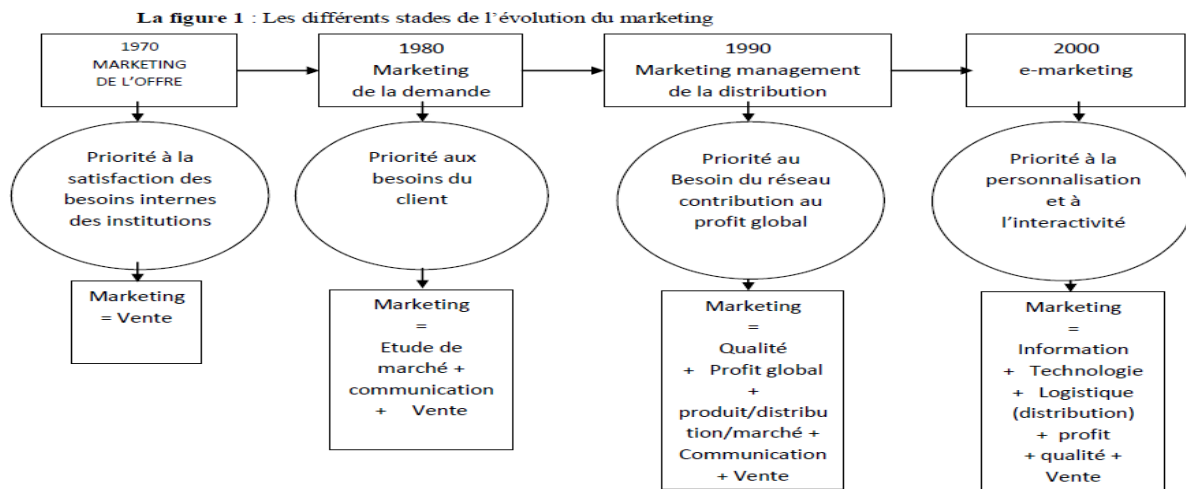 La figure 1 : Les différents stades de l’évolution du marketing
1970
MARKETING
DE L’OFFRE
1980
Marketing
de la demande
1990
Marketing management
de la distribution
2000
e-marketing
Priorité à la
satisfaction des
besoins internes
des institutions
Priorité aux
besoins du
client
Priorité au
Besoin du réseau
contribution au
profit global
Priorité à la
personnalisation
et à
l’interactivité
Marketing
= Vente
Marketing
=
Etude de
marché +
communication
+ Vente
Marketing
=
Qualité
+ Profit global
+
produit/distribu
tion/marché +
Communication
+ Vente
Marketing
=
Information
+ Technologie
+ Logistique
(distribution)
+ profit
+ qualité +
Vente